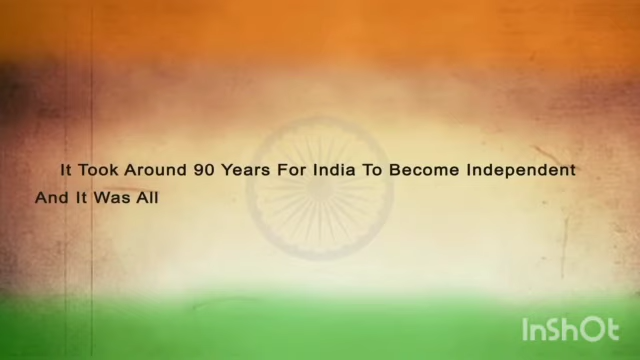 It Took Around 90 Years For India To Become Independent
And It Was All
InShOt